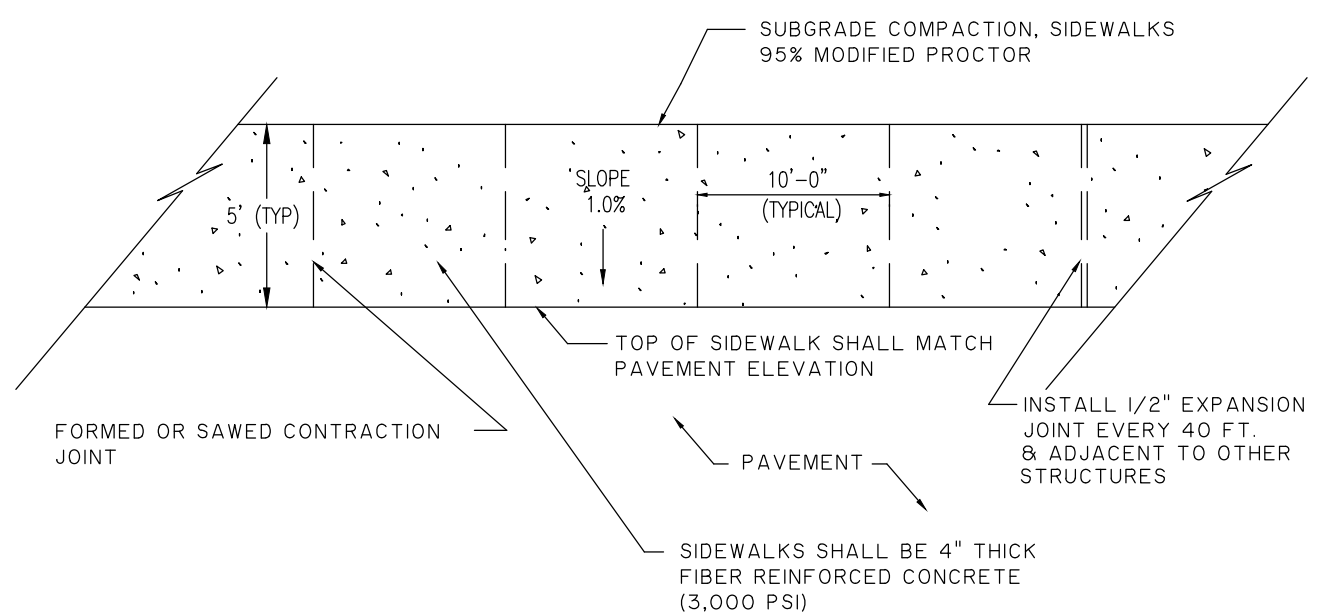 SUBGRADE COMPACTION, SIDEWALKS
95% MODIFIED PROCTOR
SLOPE
1.0%
10'-0"
(TYPICAL)
5' (TYP)
TOP OF SIDEWALK SHALL MATCH
PAVEMENT ELEVATION
FORMED OR SAWED CONTRACTION
JOINT
INSTALL 1/2" EXPANSION
JOINT EVERY 40 FT.
& ADJACENT TO OTHER
STRUCTURES
PAVEMENT
SIDEWALKS SHALL BE 4" THICK
FIBER REINFORCED CONCRETE
(3,000 PSI)